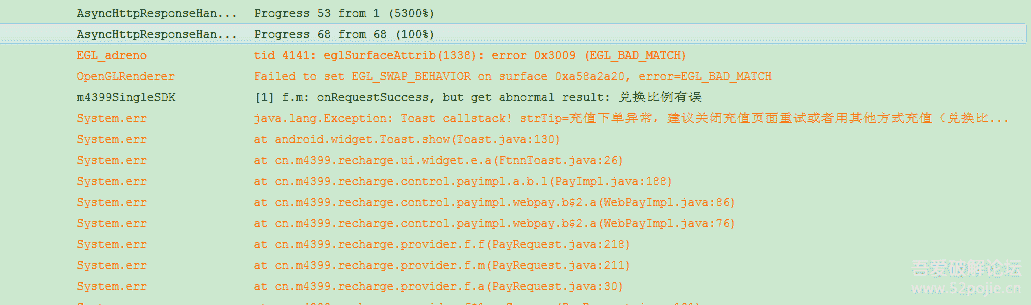 AsyncHttpResponseHan... Progress 53 from 1 (5300%)
AsyncHttpResponseHan... Progress 68 from 68 (100%)
EGL_adreno tid 4141: eglSurfaceAttrib(1338): error 0x3009 (EGL_BAD_MATCH)
OpenGLRenderer Failed to set EGL_SWAP_BEHAVIOR on surface 0xa58a2a20, error=EGL_BAD_MATCH
m4399SingleSDK [1] f.m: onRequestSuccess, but get abnormal result: 兑换比例有误
System.err java.lang.Exception: Toast callstack! strTip=充值下单异常，建议关闭充值页面重试或者用其他方式充值（兑换比...
System.err at android.widget.Toast.show(Toast.java:130)
System.err at cn.m4399.recharge.ui.widget.e.a(FtnnToast.java:26)
System.err at cn.m4399.recharge.control.payimpl.a.b.l(PayImpl.java:188)
System.err at cn.m4399.recharge.control.payimpl.webpay.b$2.a(WebPayImpl.java:86)
System.err at cn.m4399.recharge.control.payimpl.webpay.b$2.a(WebPayImpl.java:76)
System.err at cn.m4399.recharge.provider.f.f(PayRequest.java:218)
System.err at cn.m4399.recharge.provider.f.m(PayRequest.java:211)
System.err at cn.m4399.recharge.provider.f.a(PayRequest.java:30)
吾爱破解论坛
www.52pojie.cn